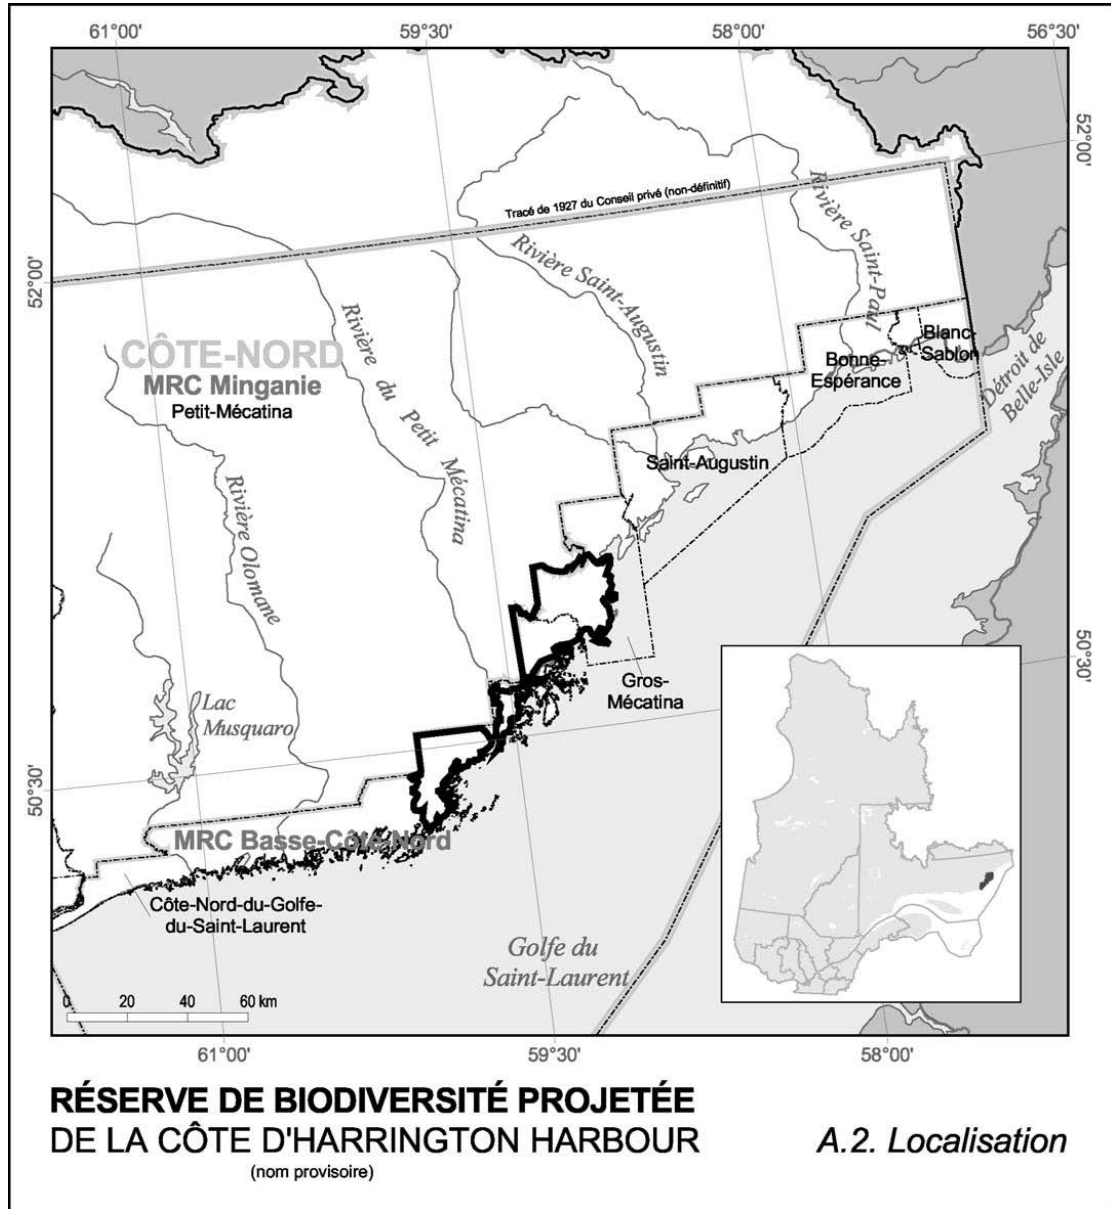 61°00'
59°30'
58°00'
56°30'
52°00'
Tracé de 1927 du Conseil privé (non-définitif)
Rivière Saint-Paul
Rivière Saint-Augustin
52°00'
Rivière du Petit Mécatina
CÔTE-NORD
MRC Minganie
Petit-Mécatina
Blanc-
Sablon
Bonne-
Espérance
Détroit de
Belle-Isle
Saint-Augustin
Rivière Olomane
50°30'
Gros-
Mécatina
Lac
Musquaro
50°30'
MRC Basse-Côte-Nord
Côte-Nord-du-Golfe-
du-Saint-Laurent
Golfe du
Saint-Laurent
0 20 40 60 km
61°00'
59°30'
58°00'
RÉSERVE DE BIODIVERSITÉ PROJETÉE
DE LA CÔTE D'HARRINGTON HARBOUR
(nom provisoire)
A.2. Localisation